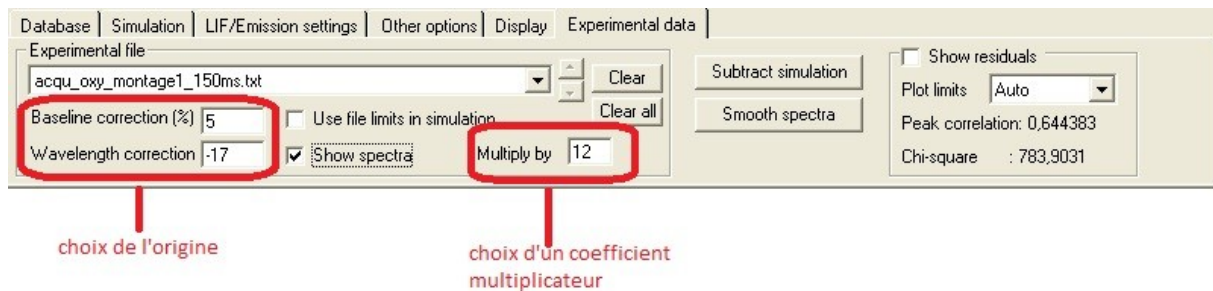 Database Simulation LIF/Emission settings Other options Display Experimental data
Experimental file
acqu_oxy_montage1_150ms.txt
Clear
Clear all
Baseline correction (%) 5
Use file limits in simulation
Wavelength correction -17
Show spectra
Multiply by 12
Subtract simulation
Smooth spectra
Show residuals
Plot limits Auto
Peak correlation: 0,644383
Chi-square : 783,9031
choix de l'origine
choix d'un coefficient
multiplicateur